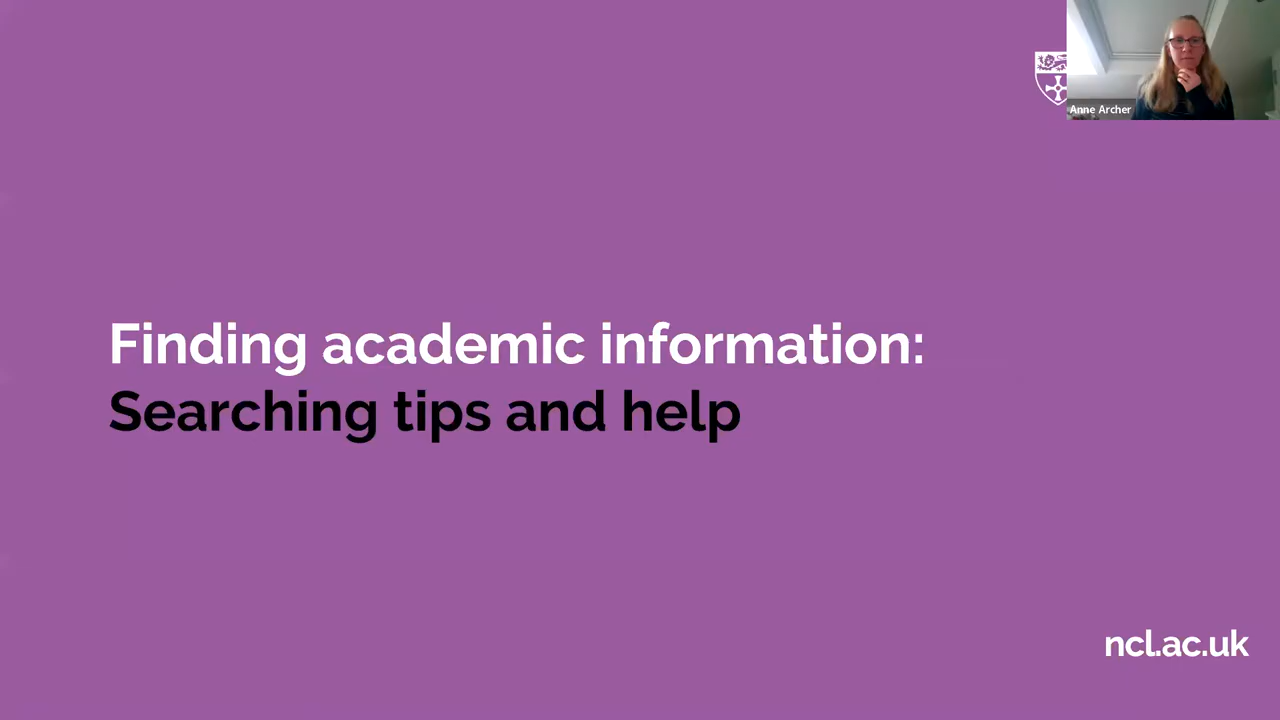 Anne Archer
Finding academic information:
Searching tips and help
ncl.ac.uk